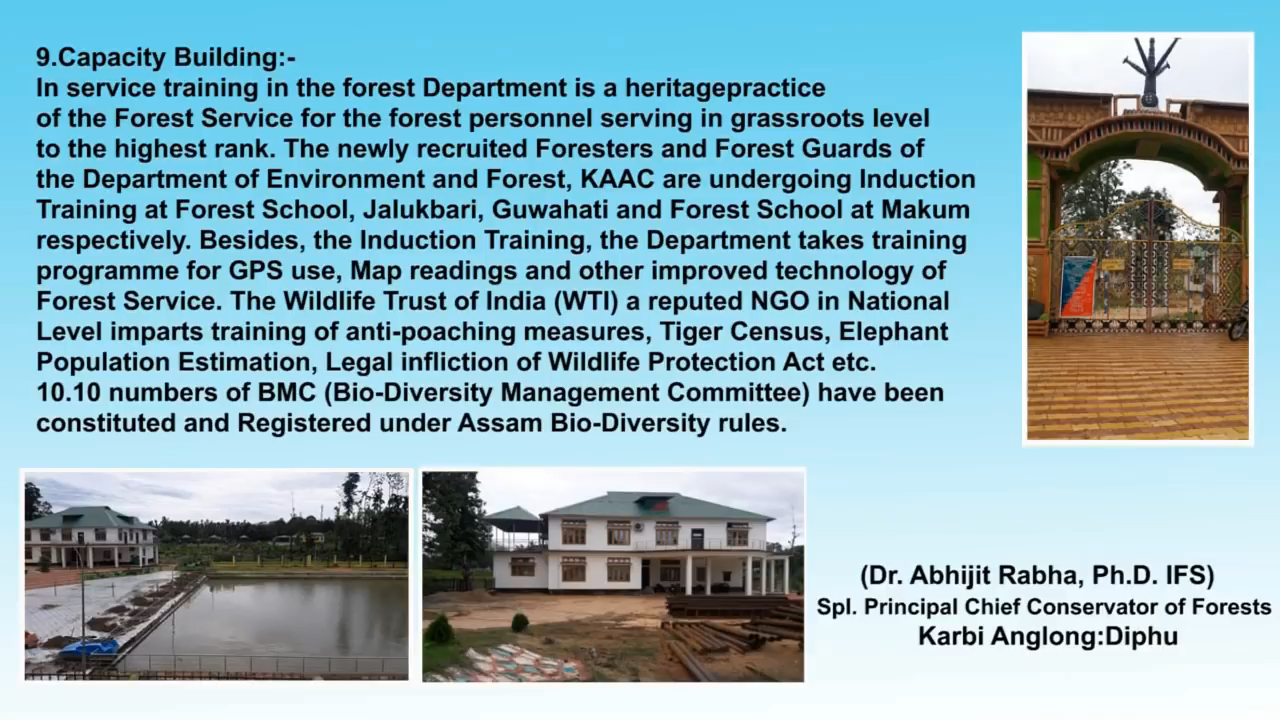 9.Capacity Building:-
In service training in the forest Department is a heritagepractice
of the Forest Service for the forest personnel serving in grassroots level
to the highest rank. The newly recruited Foresters and Forest Guards of
the Department of Environment and Forest, KAAC are undergoing Induction
Training at Forest School, Jalukbari, Guwahati and Forest School at Makum
respectively. Besides, the Induction Training, the Department takes training
programme for GPS use, Map readings and other improved technology of
Forest Service. The Wildlife Trust of India (WTI) a reputed NGO in National
Level imparts training of anti-poaching measures, Tiger Census, Elephant
Population Estimation, Legal infliction of Wildlife Protection Act etc.
10.10 numbers of BMC (Bio-Diversity Management Committee) have been
constituted and Registered under Assam Bio-Diversity rules.
(Dr. Abhijit Rabha, Ph.D. IFS)
Spl. Principal Chief Conservator of Forests
Karbi Anglong:Diphu